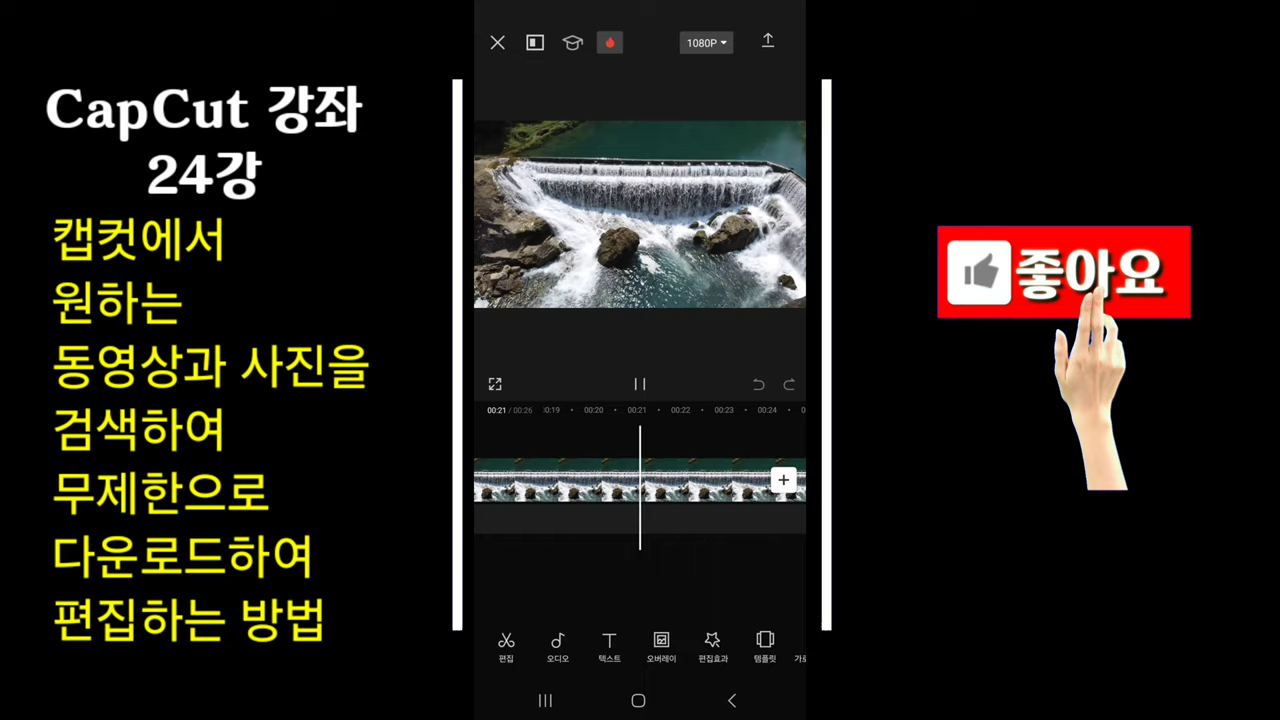 CapCut 강좌
24강
캡컷에서
원하는
동영상과 사진을
검색하여
무제한으로
다운로드하여
편집하는 방법
1080P
00:21 / 00:26
0:19
00:20
00:21
00:22
00:23
00:24
0
편집
오디오
텍스트
오버레이
편집효과
템플릿
가로
좋아요